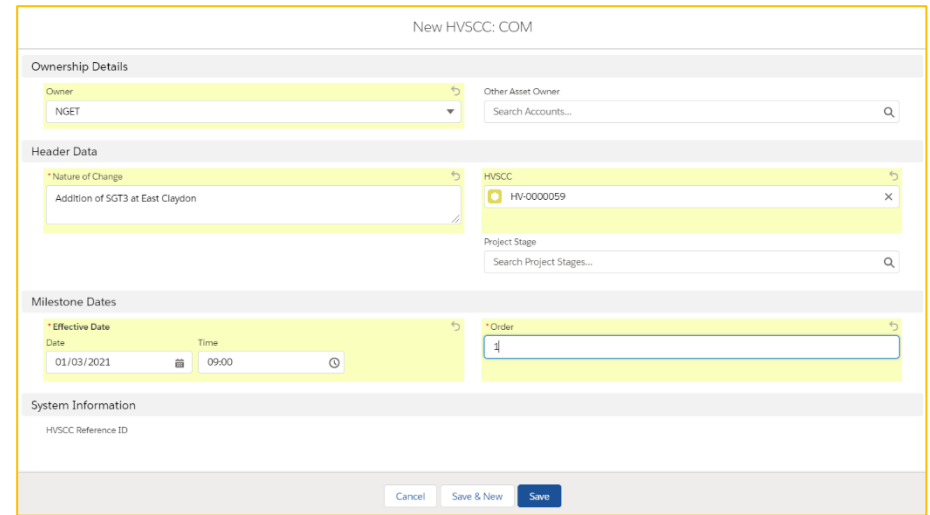 New HVSCC: COM
Ownership Details
Owner
NGET
Other Asset Owner
Search Accounts...
Header Data
*Nature of Change
Addition of SGT3 at East Claydon
HVSCC
HV-0000059
Project Stage
Search Project Stages...
Milestone Dates
*Effective Date
Date
Time
01/03/2021
09:00
*Order
1
System Information
HVSCC Reference ID
Cancel
Save & New
Save